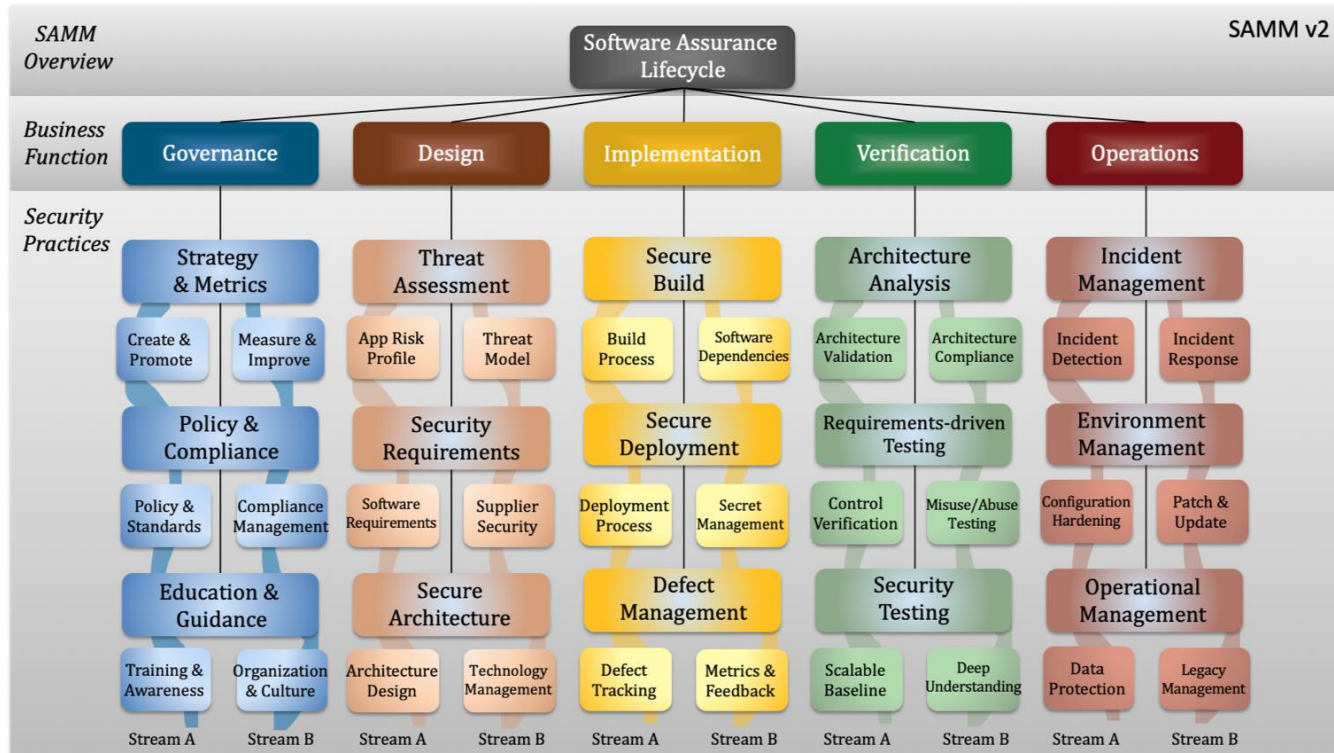 SAMM
Overview
SAMM v2
Software Assurance
Lifecycle
Business
Function
Governance
Design
Implementation
Verification
Operations
Security
Practices
Strategy
& Metrics
Threat
Assessment
Secure
Build
Architecture
Analysis
Incident
Management
Create &
Promote
Measure &
Improve
App Risk
Profile
Threat
Model
Build
Process
Software
Dependencies
Architecture
Validation
Architecture
Compliance
Incident
Detection
Incident
Response
Policy
& Compliance
Security
Requirements
Secure
Deployment
Requirements-driven
Testing
Environment
Management
Policy &
Standards
Compliance
Management
Software
Requirements
Supplier
Security
Deployment
Process
Secret
Management
Control
Verification
Misuse/Abuse
Testing
Configuration
Hardening
Patch &
Update
Education &
Guidance
Secure
Architecture
Defect
Management
Security
Testing
Operational
Management
Training &
Awareness
Organization
& Culture
Architecture
Design
Technology
Management
Defect
Tracking
Metrics &
Feedback
Scalable
Baseline
Deep
Understanding
Data
Protection
Legacy
Management
Stream A
Stream B
Stream A
Stream B
Stream A
Stream B
Stream A
Stream B
Stream A
Stream B